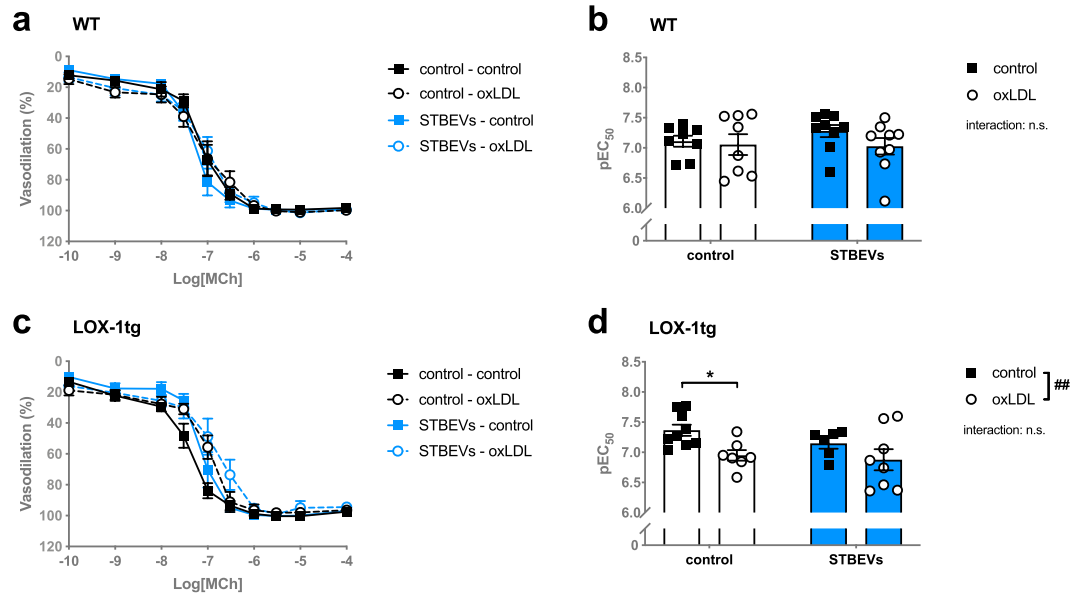 a WT
0
20
40
60
80
100
120
Vasodilation (%)
-10 -9 -8 -7 -6 -5 -4
Log[MCh]
control - control
control - oxLDL
STBEVs - control
STBEVs - oxLDL
b WT
8.5
8.0
7.5
7.0
6.5
6.0
0
pEC50
control STBEVs
control
oxLDL
interaction: n.s.
c LOX-1tg
0
20
40
60
80
100
120
Vasodilation (%)
-10 -9 -8 -7 -6 -5 -4
Log[MCh]
control - control
control - oxLDL
STBEVs - control
STBEVs - oxLDL
d LOX-1tg
8.5
8.0
7.5
7.0
6.5
6.0
0
pEC50
*
control STBEVs
control
oxLDL
##
interaction: n.s.